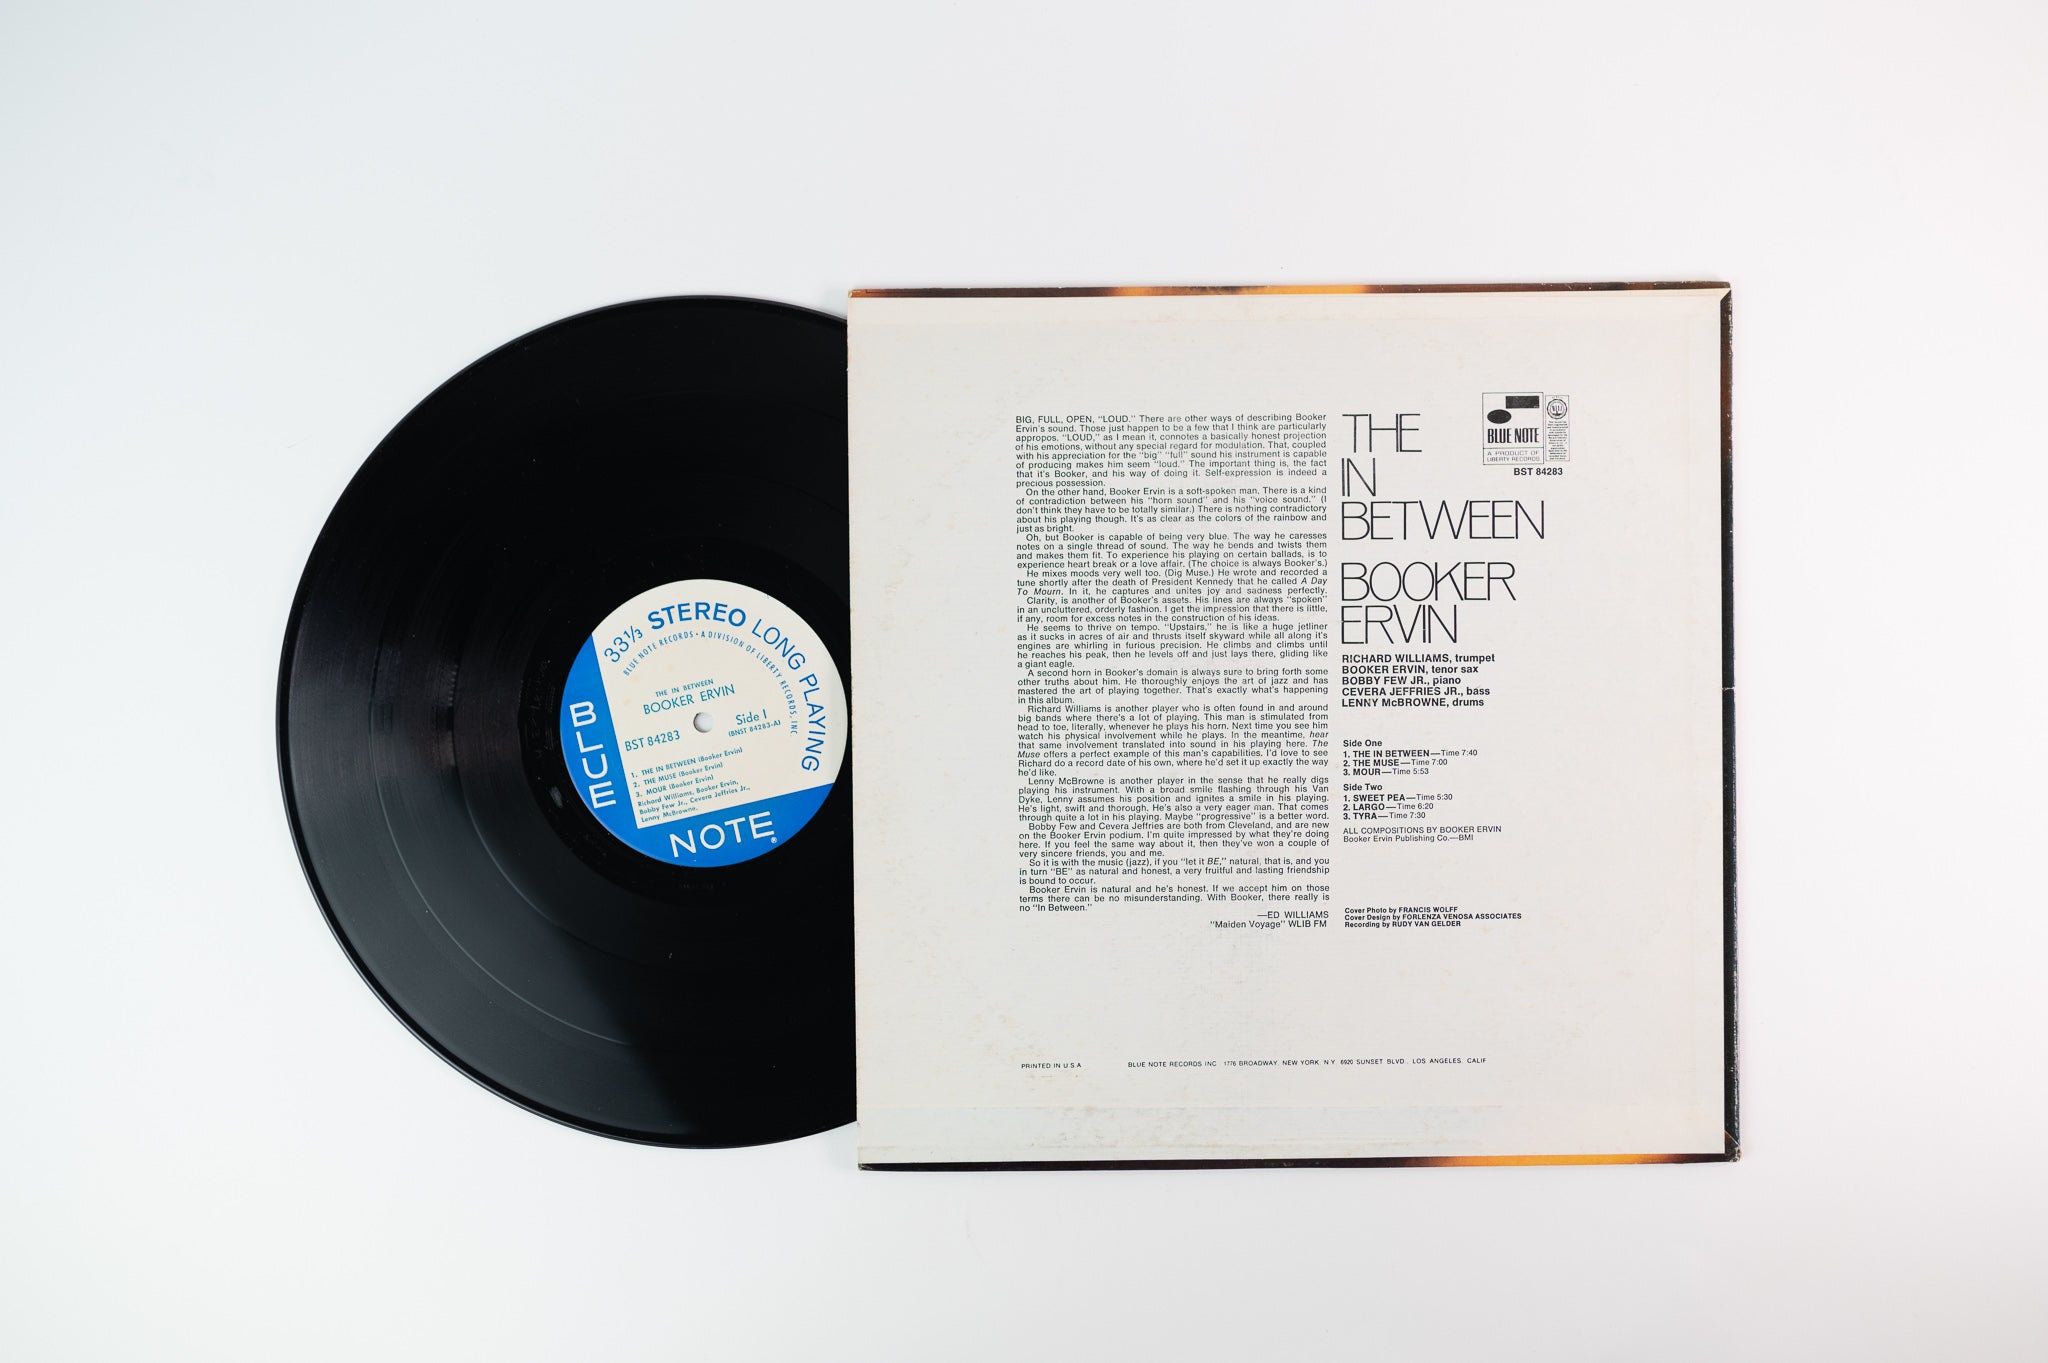 33⅓ STEREO LONG PLAYING
BLUE NOTE RECORDS • A DIVISION OF LIBERTY RECORDS, INC.
THE IN BETWEEN
BOOKER ERVIN
BST 84283
Side I
(BNST 84283-A)
1. THE IN BETWEEN (Booker Ervin)
2. THE MUSE (Booker Ervin)
3. MOUR (Booker Ervin)
Richard Williams, Booker Ervin,
Bobby Few Jr., Cevera Jeffries Jr.,
Lenny McBrowne.
BLUE
NOTE®
BIG, FULL, OPEN, "LOUD." There are other ways of describing Booker
Ervin's sound. Those just happen to be a few that I think are particularly
appropos. "LOUD," as I mean it, connotes a basically honest projection
of his emotions, without any special regard for modulation. That, coupled
with his appreciation for the "big" "full" sound his instrument is capable
of producing makes him seem "loud." The important thing is, the fact
that it's Booker, and his way of doing it. Self-expression is indeed a
precious possession.
On the other hand, Booker Ervin is a soft-spoken man. There is a kind
of contradiction between his "horn sound" and his "voice sound." (I
don't think they have to be totally similar.) There is nothing contradictory
about his playing though. It's as clear as the colors of the rainbow and
just as bright.
Oh, but Booker is capable of being very blue. The way he caresses
notes on a single thread of sound. The way he bends and twists them
and makes them fit. To experience his playing on certain ballads, is to
experience heart break or a love affair. (The choice is always Booker's.)
He mixes moods very well too. (Dig Muse.) He wrote and recorded a
tune shortly after the death of President Kennedy that he called A Day
To Mourn. In it, he captures and unites joy and sadness perfectly.
Clarity, is another of Booker's assets. His lines are always "spoken"
in an uncluttered, orderly fashion. I get the impression that there is little,
if any, room for excess notes in the construction of his ideas.
He seems to thrive on tempo. "Upstairs," he is like a huge jetliner
as it sucks in acres of air and thrusts itself skyward while all along it's
engines are whirling in furious precision. He climbs and climbs until
he reaches his peak, then he levels off and just lays there, gliding like
a giant eagle.
A second horn in Booker's domain is always sure to bring forth some
other truths about him. He thoroughly enjoys the art of jazz and has
mastered the art of playing together. That's exactly what's happening
in this album.
Richard Williams is another player who is often found in and around
big bands where there's a lot of playing. This man is stimulated from
head to toe, literally, whenever he plays his horn. Next time you see him
watch his physical involvement while he plays. In the meantime, hear
that same involvement translated into sound in his playing here. The
Muse offers a perfect example of this man's capabilities. I'd love to see
Richard do a record date of his own, where he'd set it up exactly the way
he'd like.
Lenny McBrowne is another player in the sense that he really digs
playing his instrument. With a broad smile flashing through his Van
Dyke, Lenny assumes his position and ignites a smile in his playing.
He's light, swift and thorough. He's also a very eager man. That comes
through quite a lot in his playing. Maybe "progressive" is a better word.
Bobby Few and Cevera Jeffries are both from Cleveland, and are new
on the Booker Ervin podium. I'm quite impressed by what they're doing
here. If you feel the same way about it, then they've won a couple of
very sincere friends, you and me.
So it is with the music (jazz), if you "let it BE," natural, that is, and you
in turn "BE" as natural and honest, a very fruitful and lasting friendship
is bound to occur.
Booker Ervin is natural and he's honest. If we accept him on those
terms there can be no misunderstanding. With Booker, there really is
no "In Between."
—ED WILLIAMS
"Maiden Voyage" WLIB FM
THE
IN
BETWEEN
BOOKER
ERVIN
BLUE NOTE
A PRODUCT OF
LIBERTY RECORDS
BST 84283
RICHARD WILLIAMS, trumpet
BOOKER ERVIN, tenor sax
BOBBY FEW JR., piano
CEVERA JEFFRIES JR., bass
LENNY McBROWNE, drums
Side One
1. THE IN BETWEEN—Time 7:40
2. THE MUSE—Time 7:00
3. MOUR—Time 5:53
Side Two
1. SWEET PEA—Time 5:30
2. LARGO—Time 6:20
3. TYRA—Time 7:30
ALL COMPOSITIONS BY BOOKER ERVIN
Booker Ervin Publishing Co.—BMI
Cover Photo by FRANCIS WOLFF
Cover Design by FORLENZA VENOSA ASSOCIATES
Recording by RUDY VAN GELDER
PRINTED IN U.S.A
BLUE NOTE RECORDS INC. 1776 BROADWAY, NEW YORK, N.Y. 6920 SUNSET BLVD., LOS ANGELES, CALIF